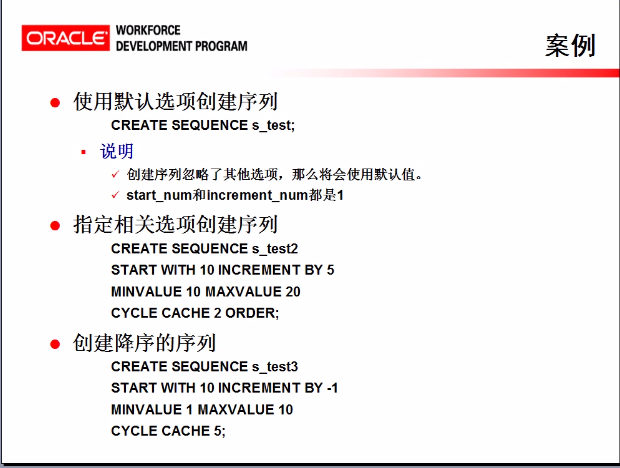 ORACLE WORKFORCE
DEVELOPMENT PROGRAM
案例
使用默认选项创建序列
CREATE SEQUENCE s_test;
说明
创建序列忽略了其他选项，那么将会使用默认值。
start_num和increment_num都是1
指定相关选项创建序列
CREATE SEQUENCE s_test2
START WITH 10 INCREMENT BY 5
MINVALUE 10 MAXVALUE 20
CYCLE CACHE 2 ORDER;
创建降序的序列
CREATE SEQUENCE s_test3
START WITH 10 INCREMENT BY -1
MINVALUE 1 MAXVALUE 10
CYCLE CACHE 5;